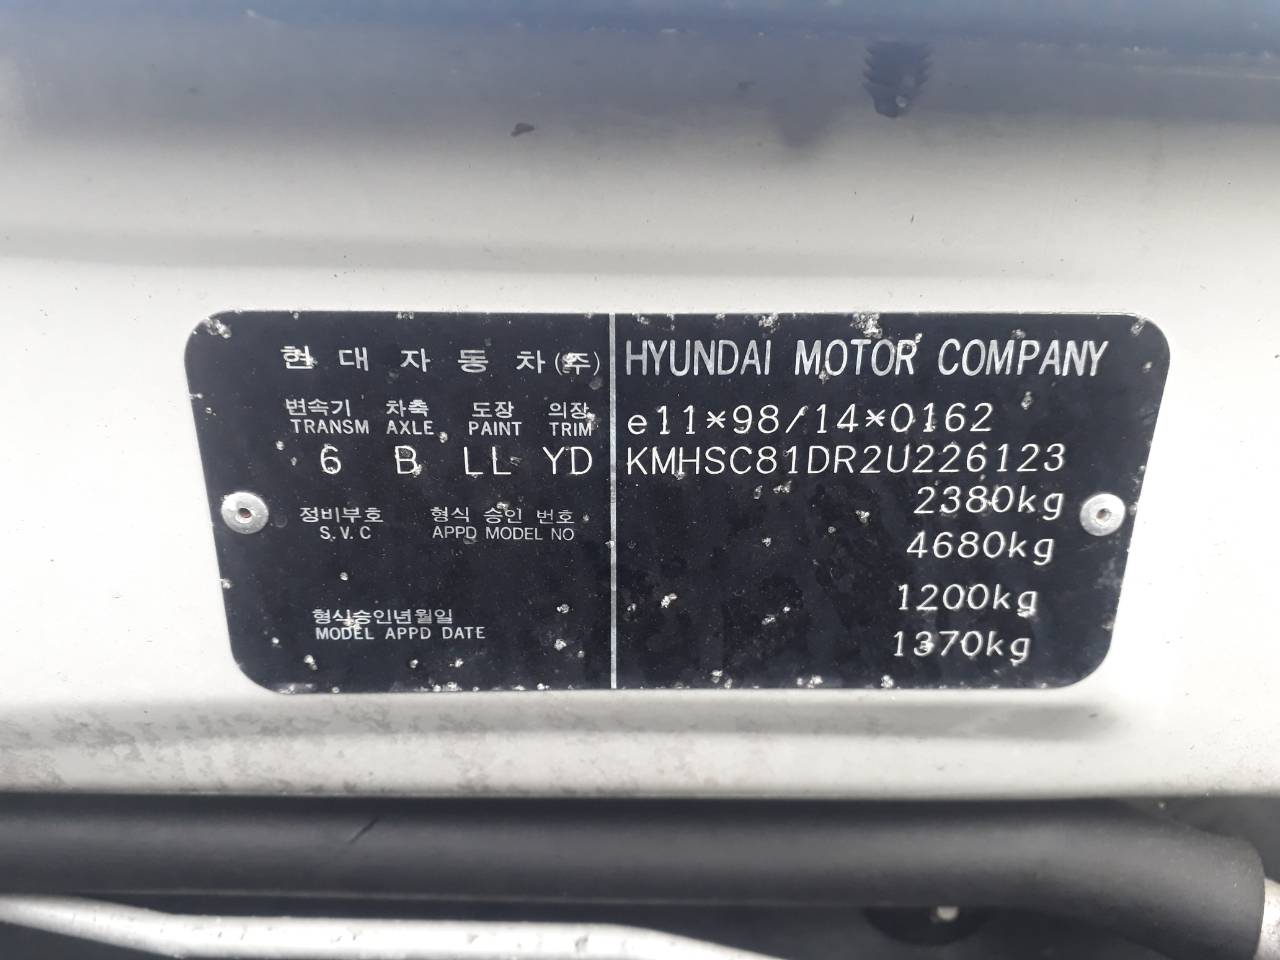 현대자동차(주)
변속기 차축 도장 의장
TRANSM AXLE PAINT TRIM
6 B LL YD
정비부호 형식 승인 번호
S.V.C APPD MODEL NO
형식승인년월일
MODEL APPD DATE
HYUNDAI MOTOR COMPANY
e11*98/14*0162
KMHSC81DR2U226123
2380kg
4680kg
1200kg
1370kg